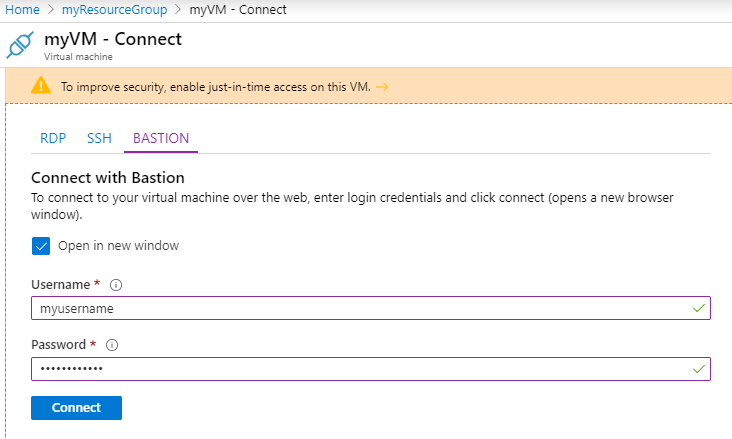 Home > myResourceGroup > myVM - Connect
myVM - Connect
Virtual machine
To improve security, enable just-in-time access on this VM. →
RDP SSH BASTION
Connect with Bastion
To connect to your virtual machine over the web, enter login credentials and click connect (opens a new browser
window).
Open in new window
Username *
myusername
Password *
••••••••••••
Connect